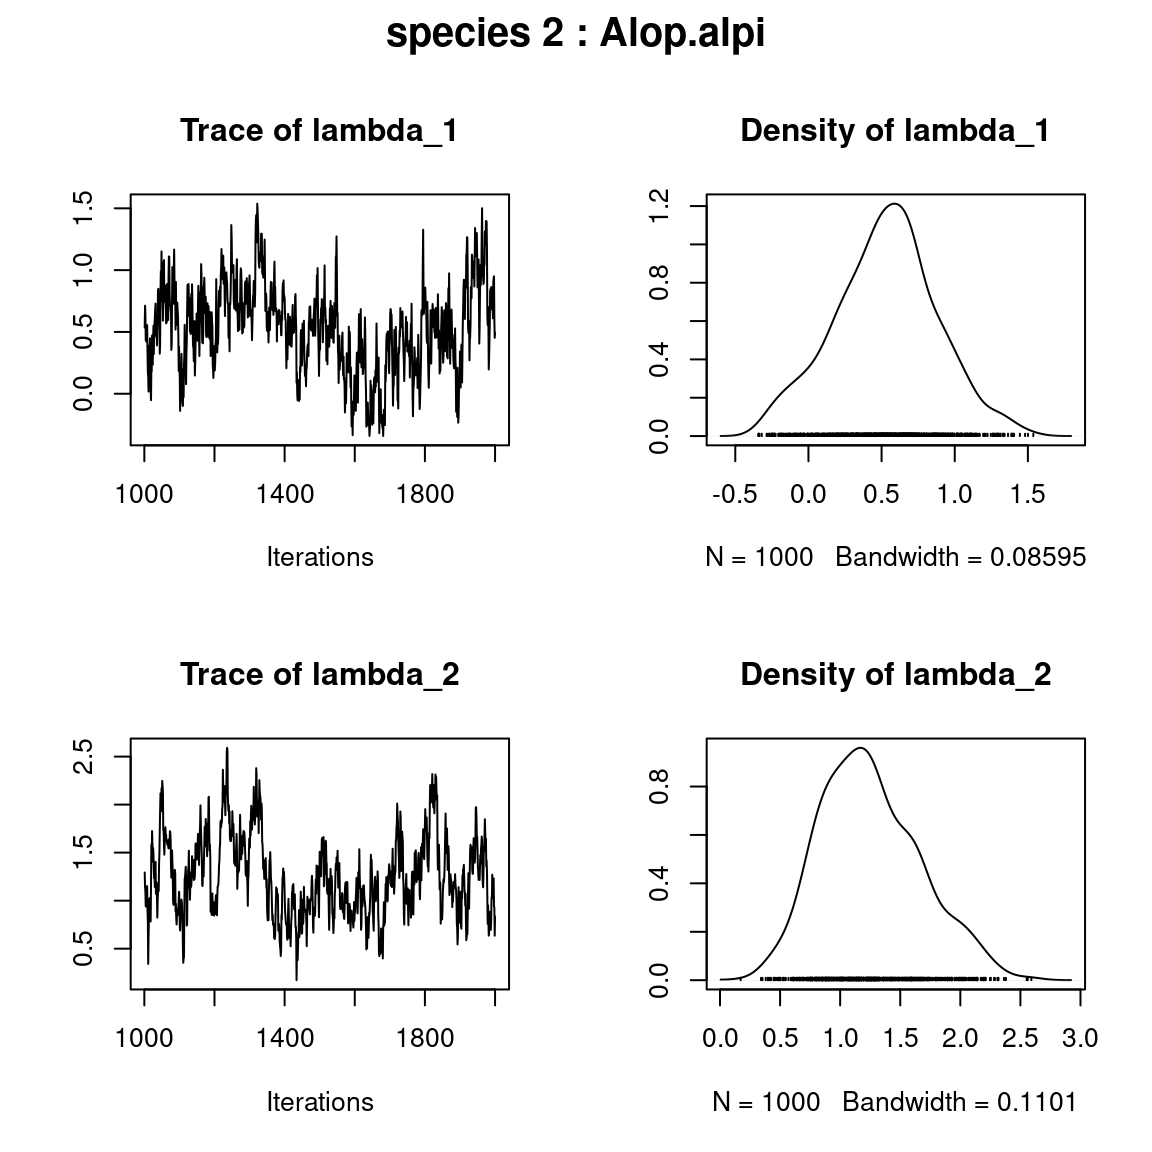 species 2 : Alop.alpi
Trace of lambda_1
1.5
1.0
0.5
0.0
1000 1400 1800
Iterations
Density of lambda_1
1.2
0.8
0.4
0.0
-0.5 0.0 0.5 1.0 1.5
N = 1000 Bandwidth = 0.08595
Trace of lambda_2
2.5
1.5
0.5
1000 1400 1800
Iterations
Density of lambda_2
0.8
0.4
0.0
0.0 0.5 1.0 1.5 2.0 2.5 3.0
N = 1000 Bandwidth = 0.1101